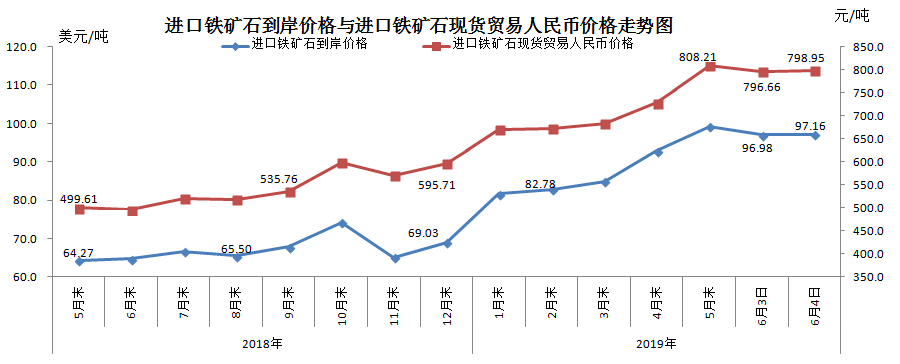 进口铁矿石到岸价格与进口铁矿石现货贸易人民币价格走势图
美元/吨
元/吨
进口铁矿石到岸价格
进口铁矿石现货贸易人民币价格
120.0
110.0
100.0
90.0
80.0
70.0
60.0
850.0
800.0
750.0
700.0
650.0
600.0
550.0
500.0
450.0
400.0
350.0
499.61
535.76
595.71
808.21
796.66
798.95
64.27
65.50
69.03
82.78
96.98
97.16
5月末
6月末
7月末
8月末
9月末
10月末
11月末
12月末
1月末
2月末
3月末
4月末
5月末
6月3日
6月4日
2018年
2019年